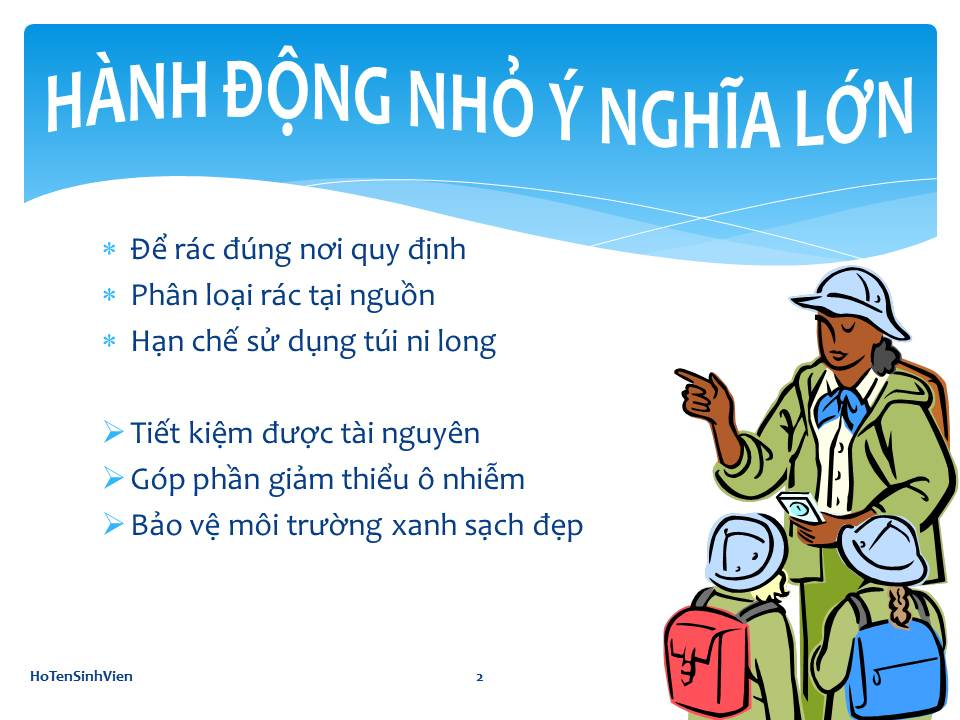 HÀNH ĐỘNG NHỎ Ý NGHĨA LỚN
Để rác đúng nơi quy định
Phân loại rác tại nguồn
Hạn chế sử dụng túi ni long
Tiết kiệm được tài nguyên
Góp phần giảm thiểu ô nhiễm
Bảo vệ môi trường xanh sạch đẹp
HoTenSinhVien
2